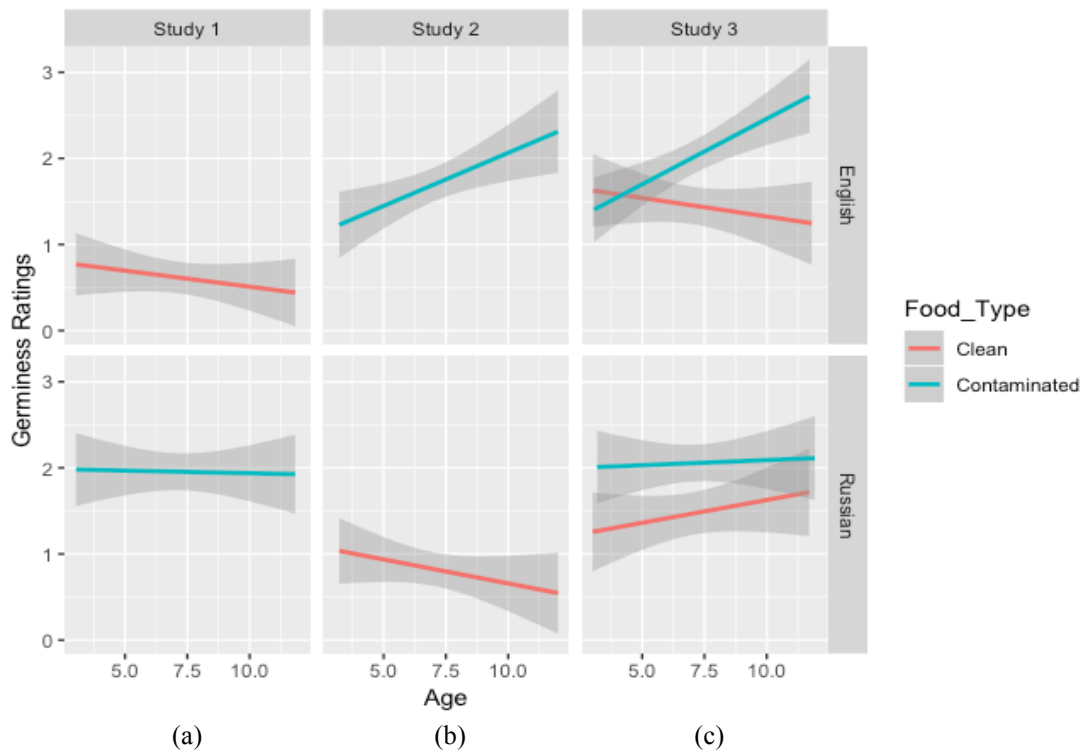 Study 1
Study 2
Study 3
Germiness Ratings
3
2
1
0
English
3
2
1
0
Russian
5.0 7.5 10.0
5.0 7.5 10.0
5.0 7.5 10.0
Age
Food_Type
Clean
Contaminated
(a)
(b)
(c)